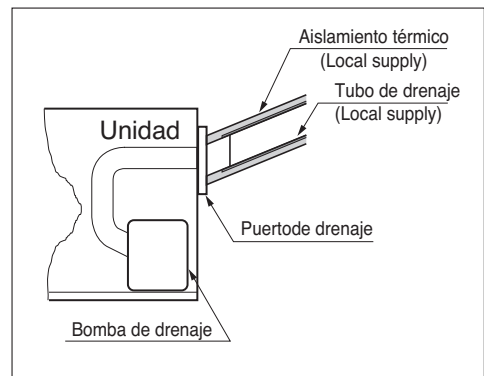 Aislamiento térmico
(Local supply)
Tubo de drenaje
(Local supply)
Unidad
Puertode drenaje
Bomba de drenaje